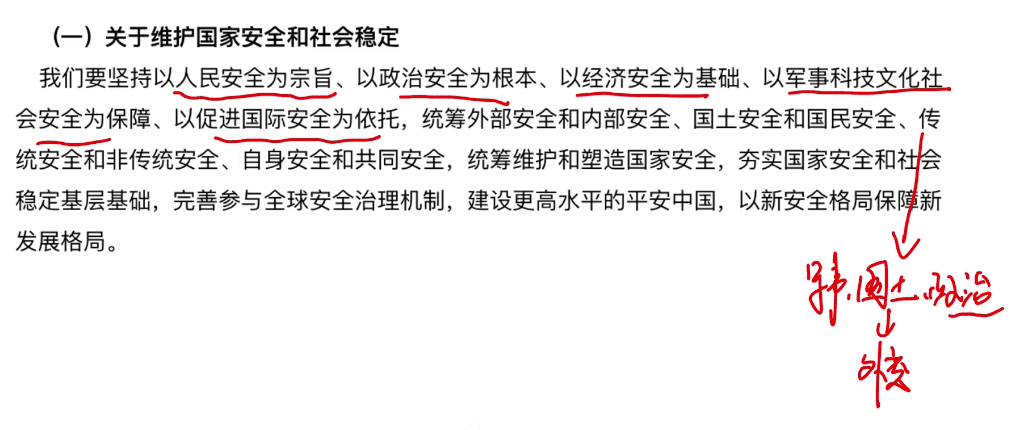 （一）关于维护国家安全和社会稳定
我们要坚持以人民安全为宗旨、以政治安全为根本、以经济安全为基础、以军事科技文化社
会安全为保障、以促进国际安全为依托，统筹外部安全和内部安全、国土安全和国民安全、传
统安全和非传统安全、自身安全和共同安全，统筹维护和塑造国家安全，夯实国家安全和社会
稳定基层基础，完善参与全球安全治理机制，建设更高水平的平安中国，以新安全格局保障新
发展格局。
国土.政治
外交